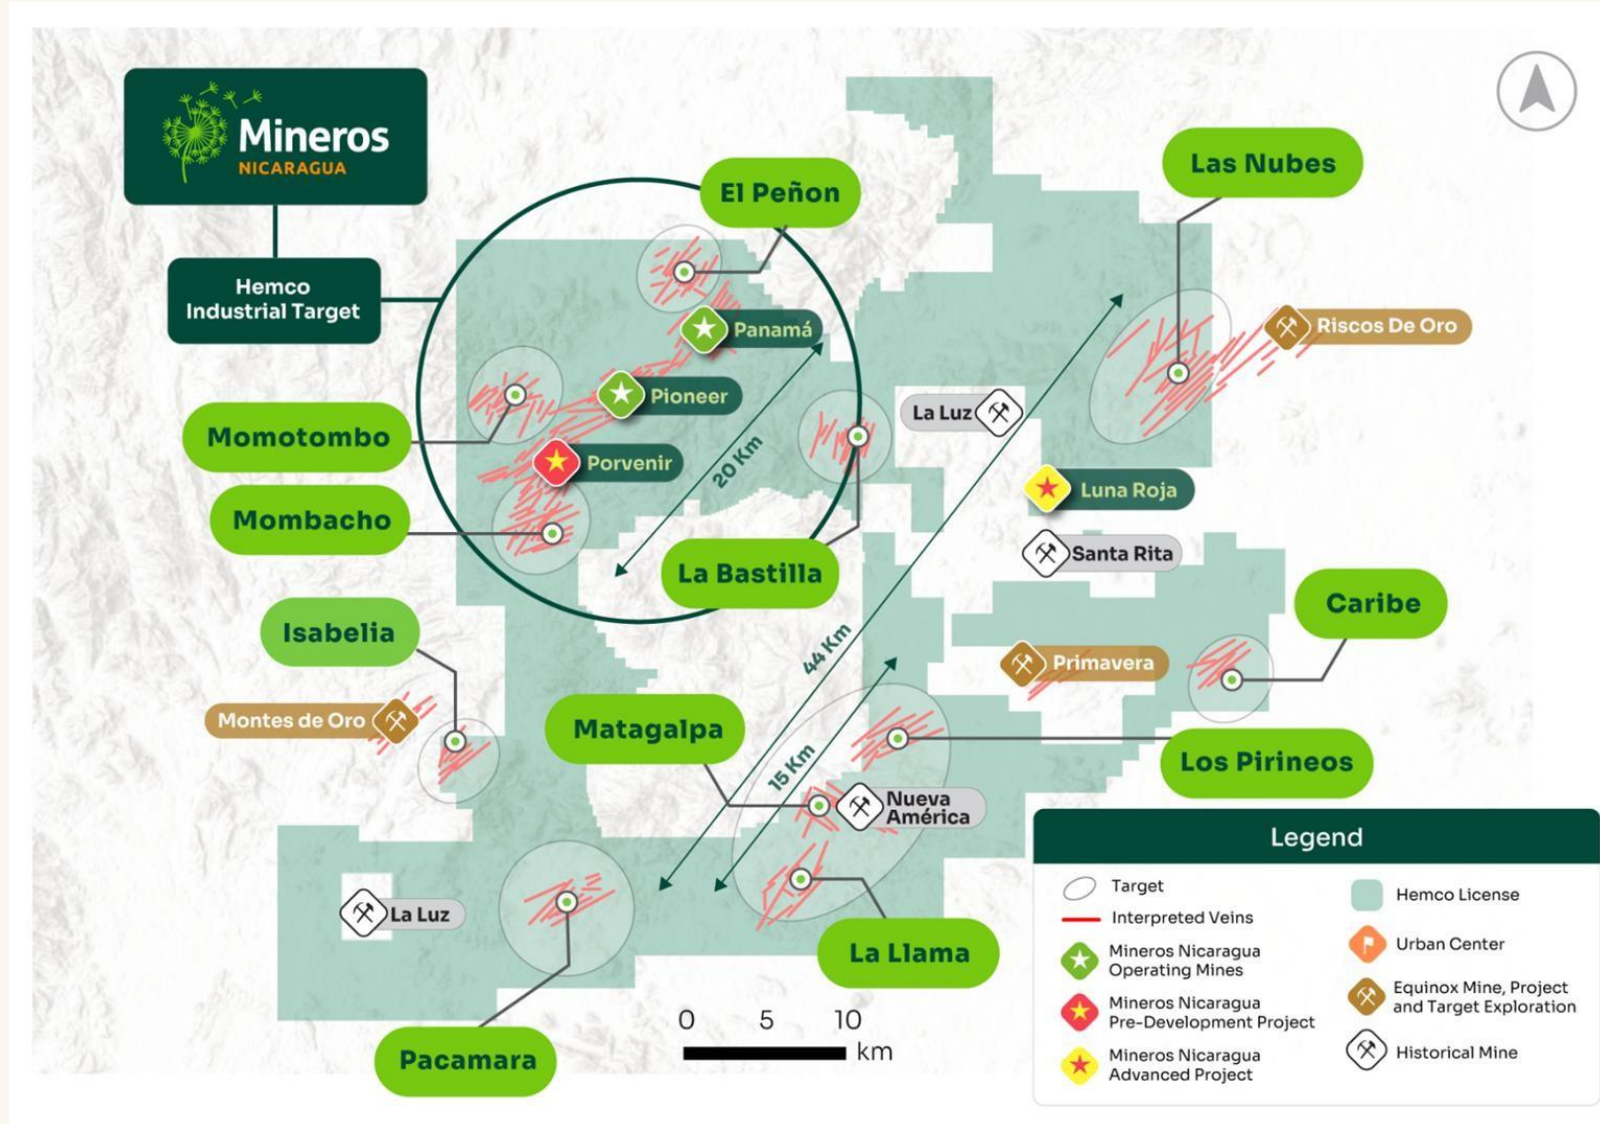 Mineros
NICARAGUA
Hemco
Industrial Target
El Peñon
Las Nubes
Panamá
Riscos De Oro
Pioneer
La Luz
Momotombo
Porvenir
20 Km
Luna Roja
Mombacho
Santa Rita
La Bastilla
Caribe
Isabelia
44 Km
Primavera
Montes de Oro
Matagalpa
15 Km
Los Pirineos
Nueva
América
La Luz
La Llama
Pacamara
0 5 10
km
Legend
Target
Interpreted Veins
Mineros Nicaragua
Operating Mines
Mineros Nicaragua
Pre-Development Project
Mineros Nicaragua
Advanced Project
Hemco License
Urban Center
Equinox Mine, Project
and Target Exploration
Historical Mine